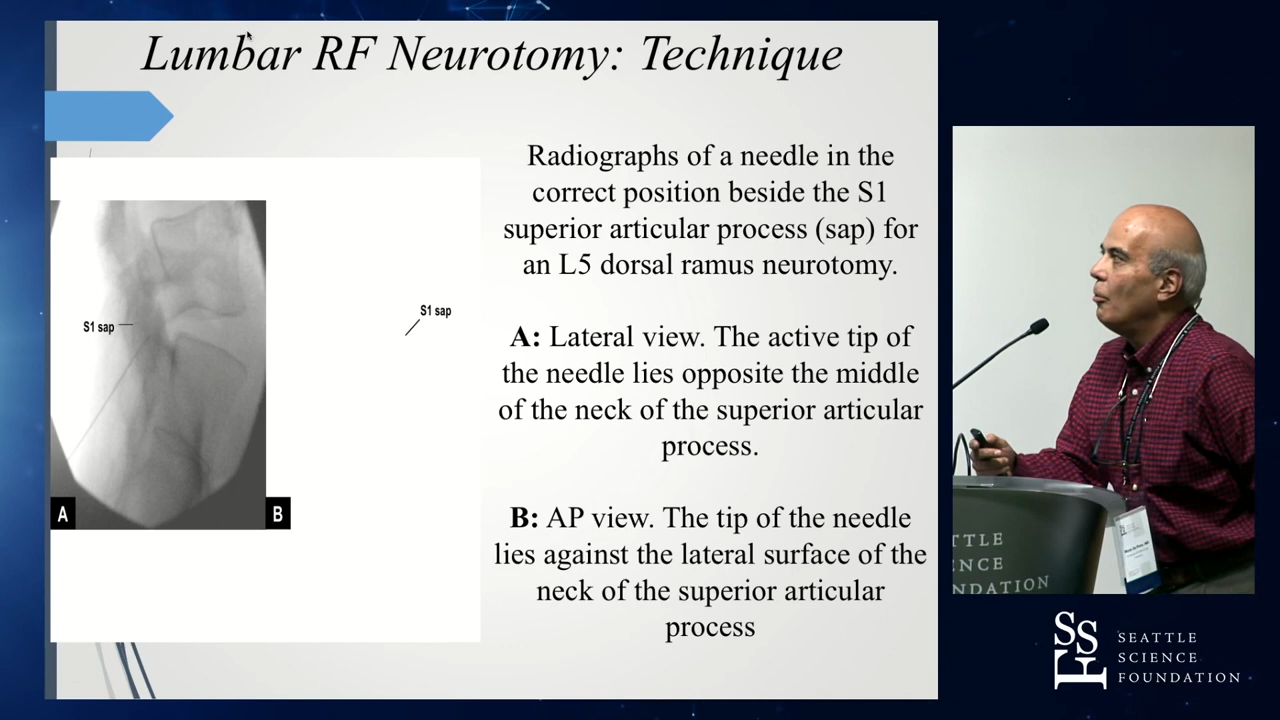 Lumbar RF Neurotomy: Technique
Radiographs of a needle in the
correct position beside the S1
superior articular process (sap) for
an L5 dorsal ramus neurotomy.
A: Lateral view. The active tip of
the needle lies opposite the middle
of the neck of the superior articular
process.
B: AP view. The tip of the needle
lies against the lateral surface of the
neck of the superior articular
process
S1 sap
S1 sap
A
B
TTLE
ENCE
NDATION
SSF
SEATTLE
SCIENCE
FOUNDATION